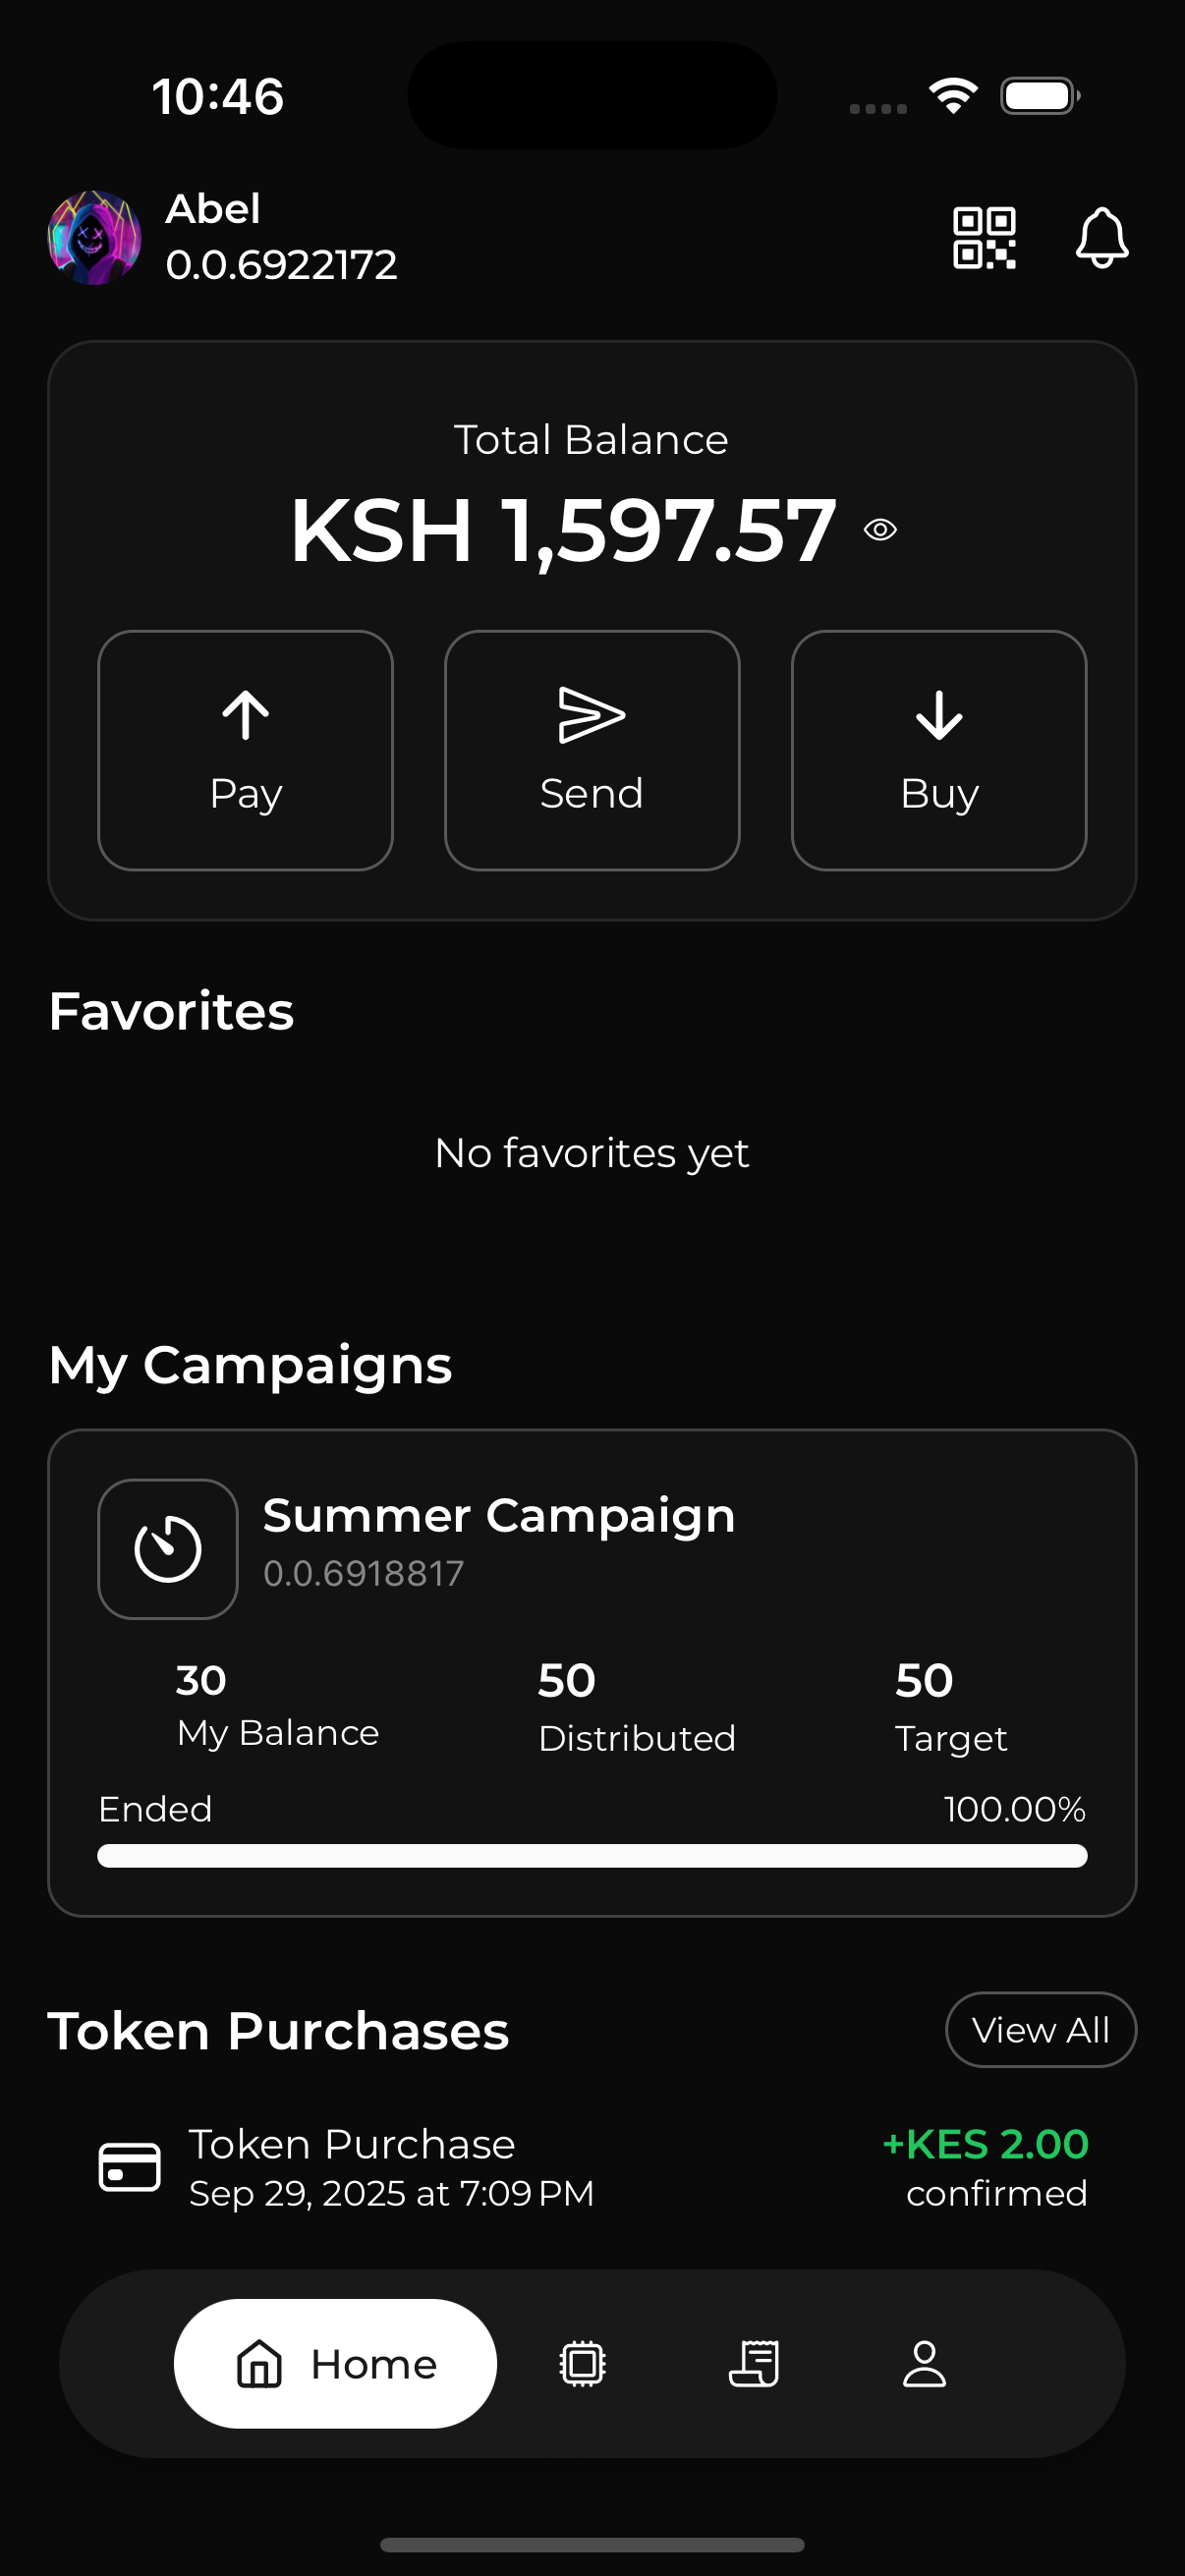 10:46
Abel
0.0.6922172
Total Balance
KSH 1,597.57
Pay
Send
Buy
Favorites
No favorites yet
My Campaigns
Summer Campaign
0.0.6918817
30
My Balance
50
Distributed
50
Target
Ended
100.00%
Token Purchases
View All
Token Purchase
+KES 2.00
Sep 29, 2025 at 7:09 PM
confirmed
Home